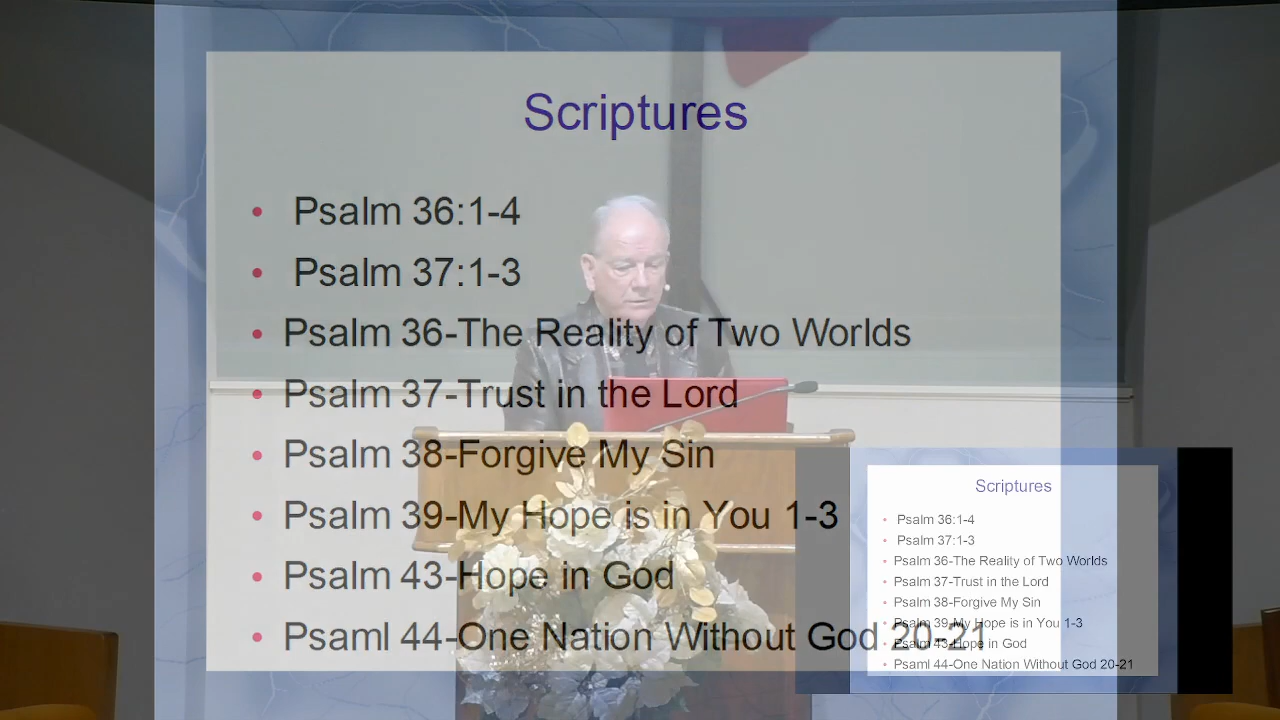 Scriptures
• Psalm 36:1-4
• Psalm 37:1-3
• Psalm 36-The Reality of Two Worlds
• Psalm 37-Trust in the Lord
• Psalm 38-Forgive My Sin
• Psalm 39-My Hope is in You 1-3
• Psalm 43-Hope in God
• Psaml 44-One Nation Without God 20-21
Scriptures
• Psalm 36:1-4
• Psalm 37:1-3
• Psalm 36-The Reality of Two Worlds
• Psalm 37-Trust in the Lord
• Psalm 38-Forgive My Sin
• Psalm 39-My Hope is in You 1-3
• Psalm 43-Hope in God
• Psaml 44-One Nation Without God 20-21